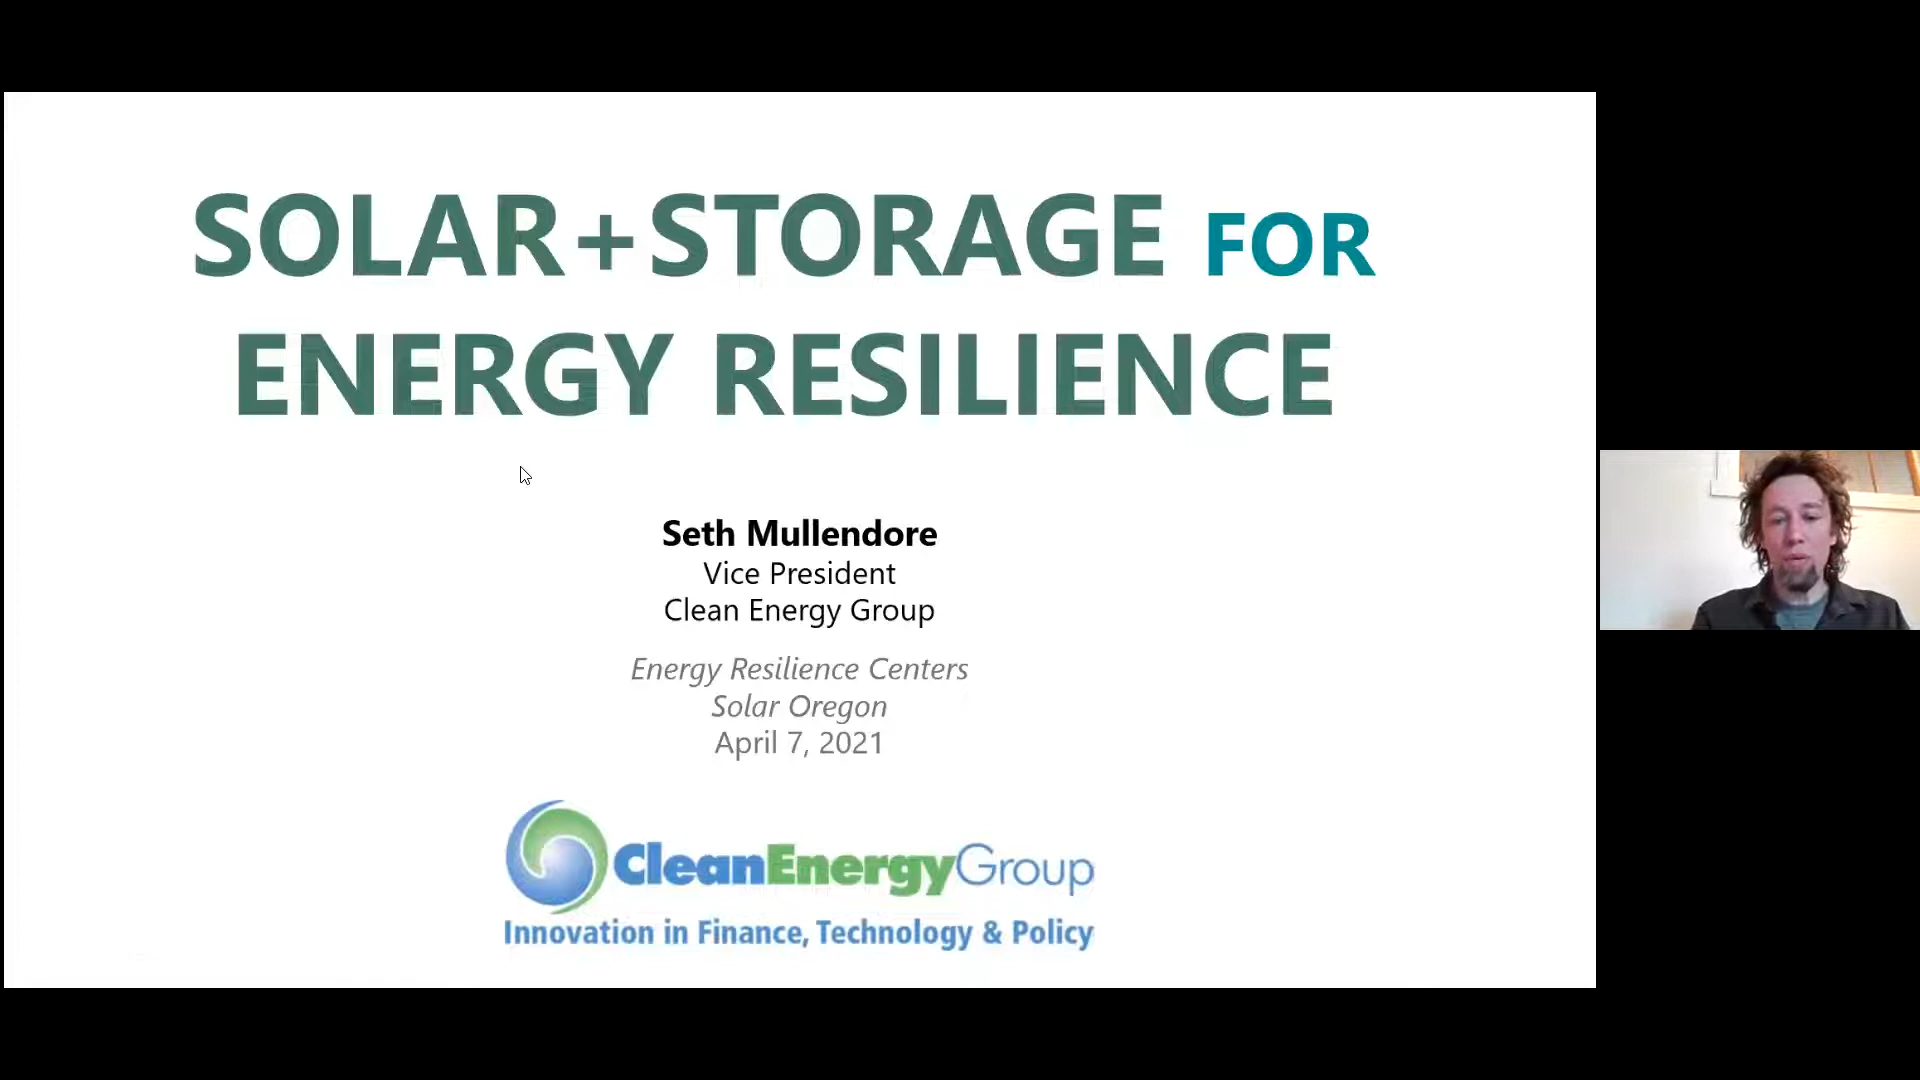 SOLAR+STORAGE FOR
ENERGY RESILIENCE
Seth Mullendore
Vice President
Clean Energy Group
Energy Resilience Centers
Solar Oregon
April 7, 2021
CleanEnergyGroup
Innovation in Finance, Technology & Policy